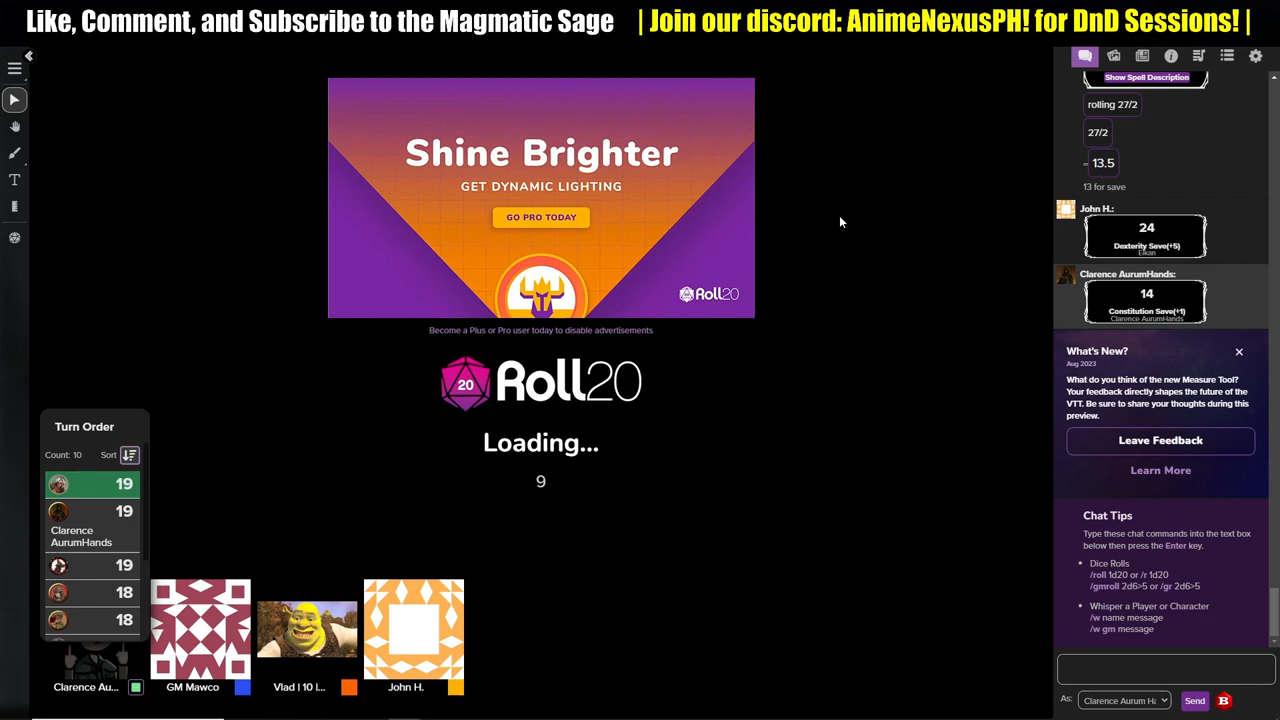 Like, Comment, and Subscribe to the Magmatic Sage | Join our discord: AnimeNexusPH! for DnD Sessions! |
Shine Brighter
GET DYNAMIC LIGHTING
GO PRO TODAY
Roll20
Become a Plus or Pro user today to disable advertisements
20 Roll20
Loading...
9
Turn Order
Count: 10 Sort
19
19
Clarence
AurumHands
19
18
18
Clarence Au...
GM Mawco
Vlad | 10 |...
John H.
Show Spell Description
rolling 27/2
27/2
=13.5
13 for save
John H.:
24
Dexterity Save(+5)
Elkan
Clarence AurumHands:
14
Constitution Save(+1)
Clarence AurumHands
What's New?
Aug 2023
What do you think of the new Measure Tool?
Your feedback directly shapes the future of the
VTT. Be sure to share your thoughts during this
preview.
Leave Feedback
Learn More
Chat Tips
Type these chat commands into the text box
below then press the Enter key.
• Dice Rolls
/roll 1d20 or /r 1d20
/gmroll 2d6>5 or /gr 2d6>5
• Whisper a Player or Character
/w name message
/w gm message
As: Clarence Aurum Ha Send B